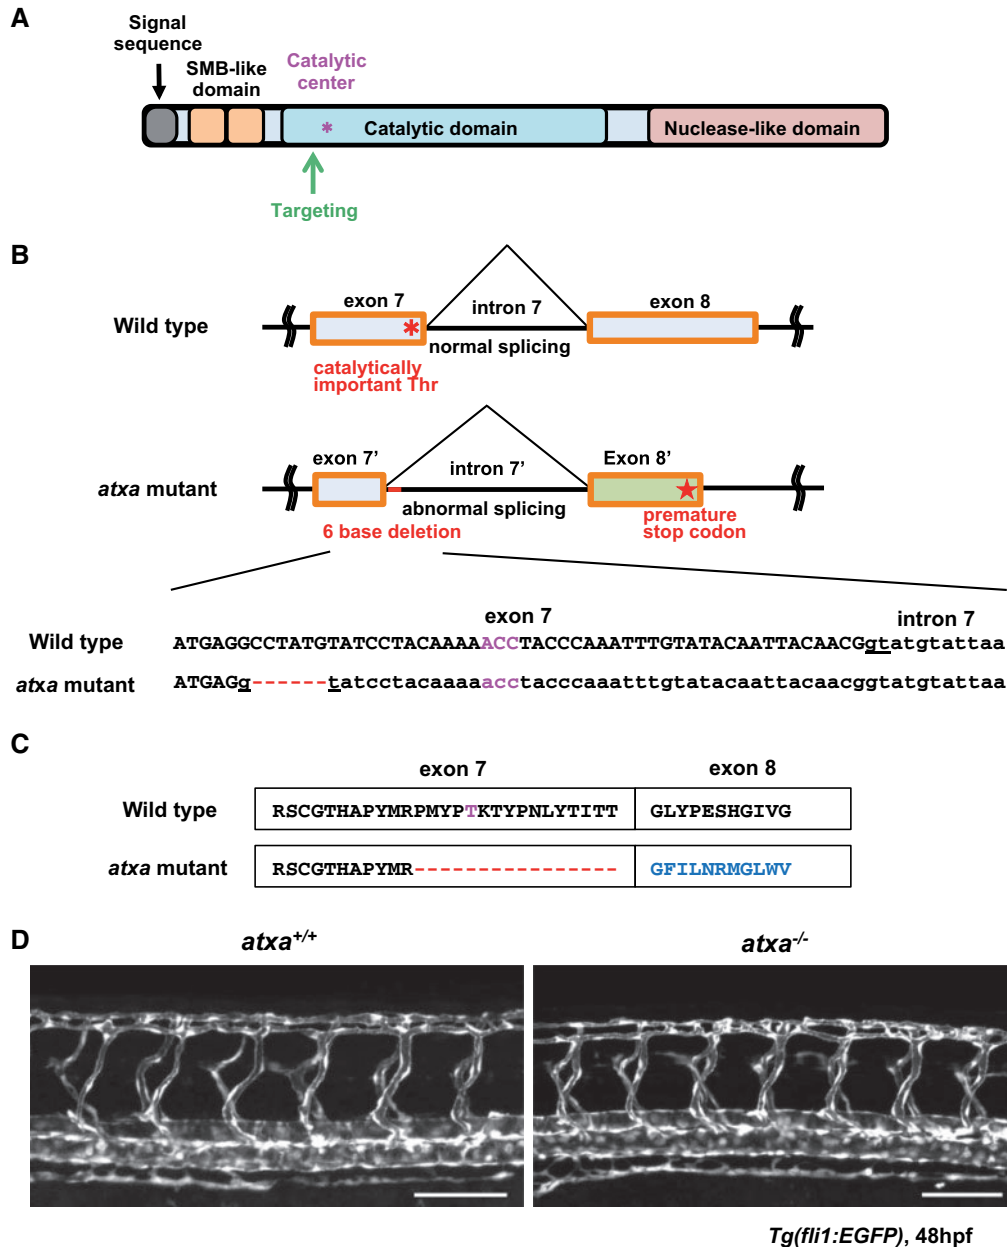 A
Signal
sequence
SMB-like
domain
Catalytic
center
* Catalytic domain
Nuclease-like domain
Targeting
B
Wild type
exon 7
intron 7
exon 8
*
normal splicing
catalytically
important Thr
atxa mutant
exon 7’
intron 7’
Exon 8’
abnormal splicing
6 base deletion
premature
stop codon
exon 7
intron 7
Wild type ATGAGGCCTATGTATCCTACAAAAACCTACCCAAATTTGTATACAATTACAACGgtatgtattaa
atxa mutant ATGAGg------tatcctacaaaaacctacccaaatttgtatacaattacaacggtatgtattaa
C
exon 7
exon 8
Wild type RSCGTHAPYMRPMYPTKTYPNLYTITT GLYPESHGIVG
atxa mutant RSCGTHAPYMR---------------- GFILNRMGLWV
D
atxa+/+
atxa-/-
Tg(fli1:EGFP), 48hpf